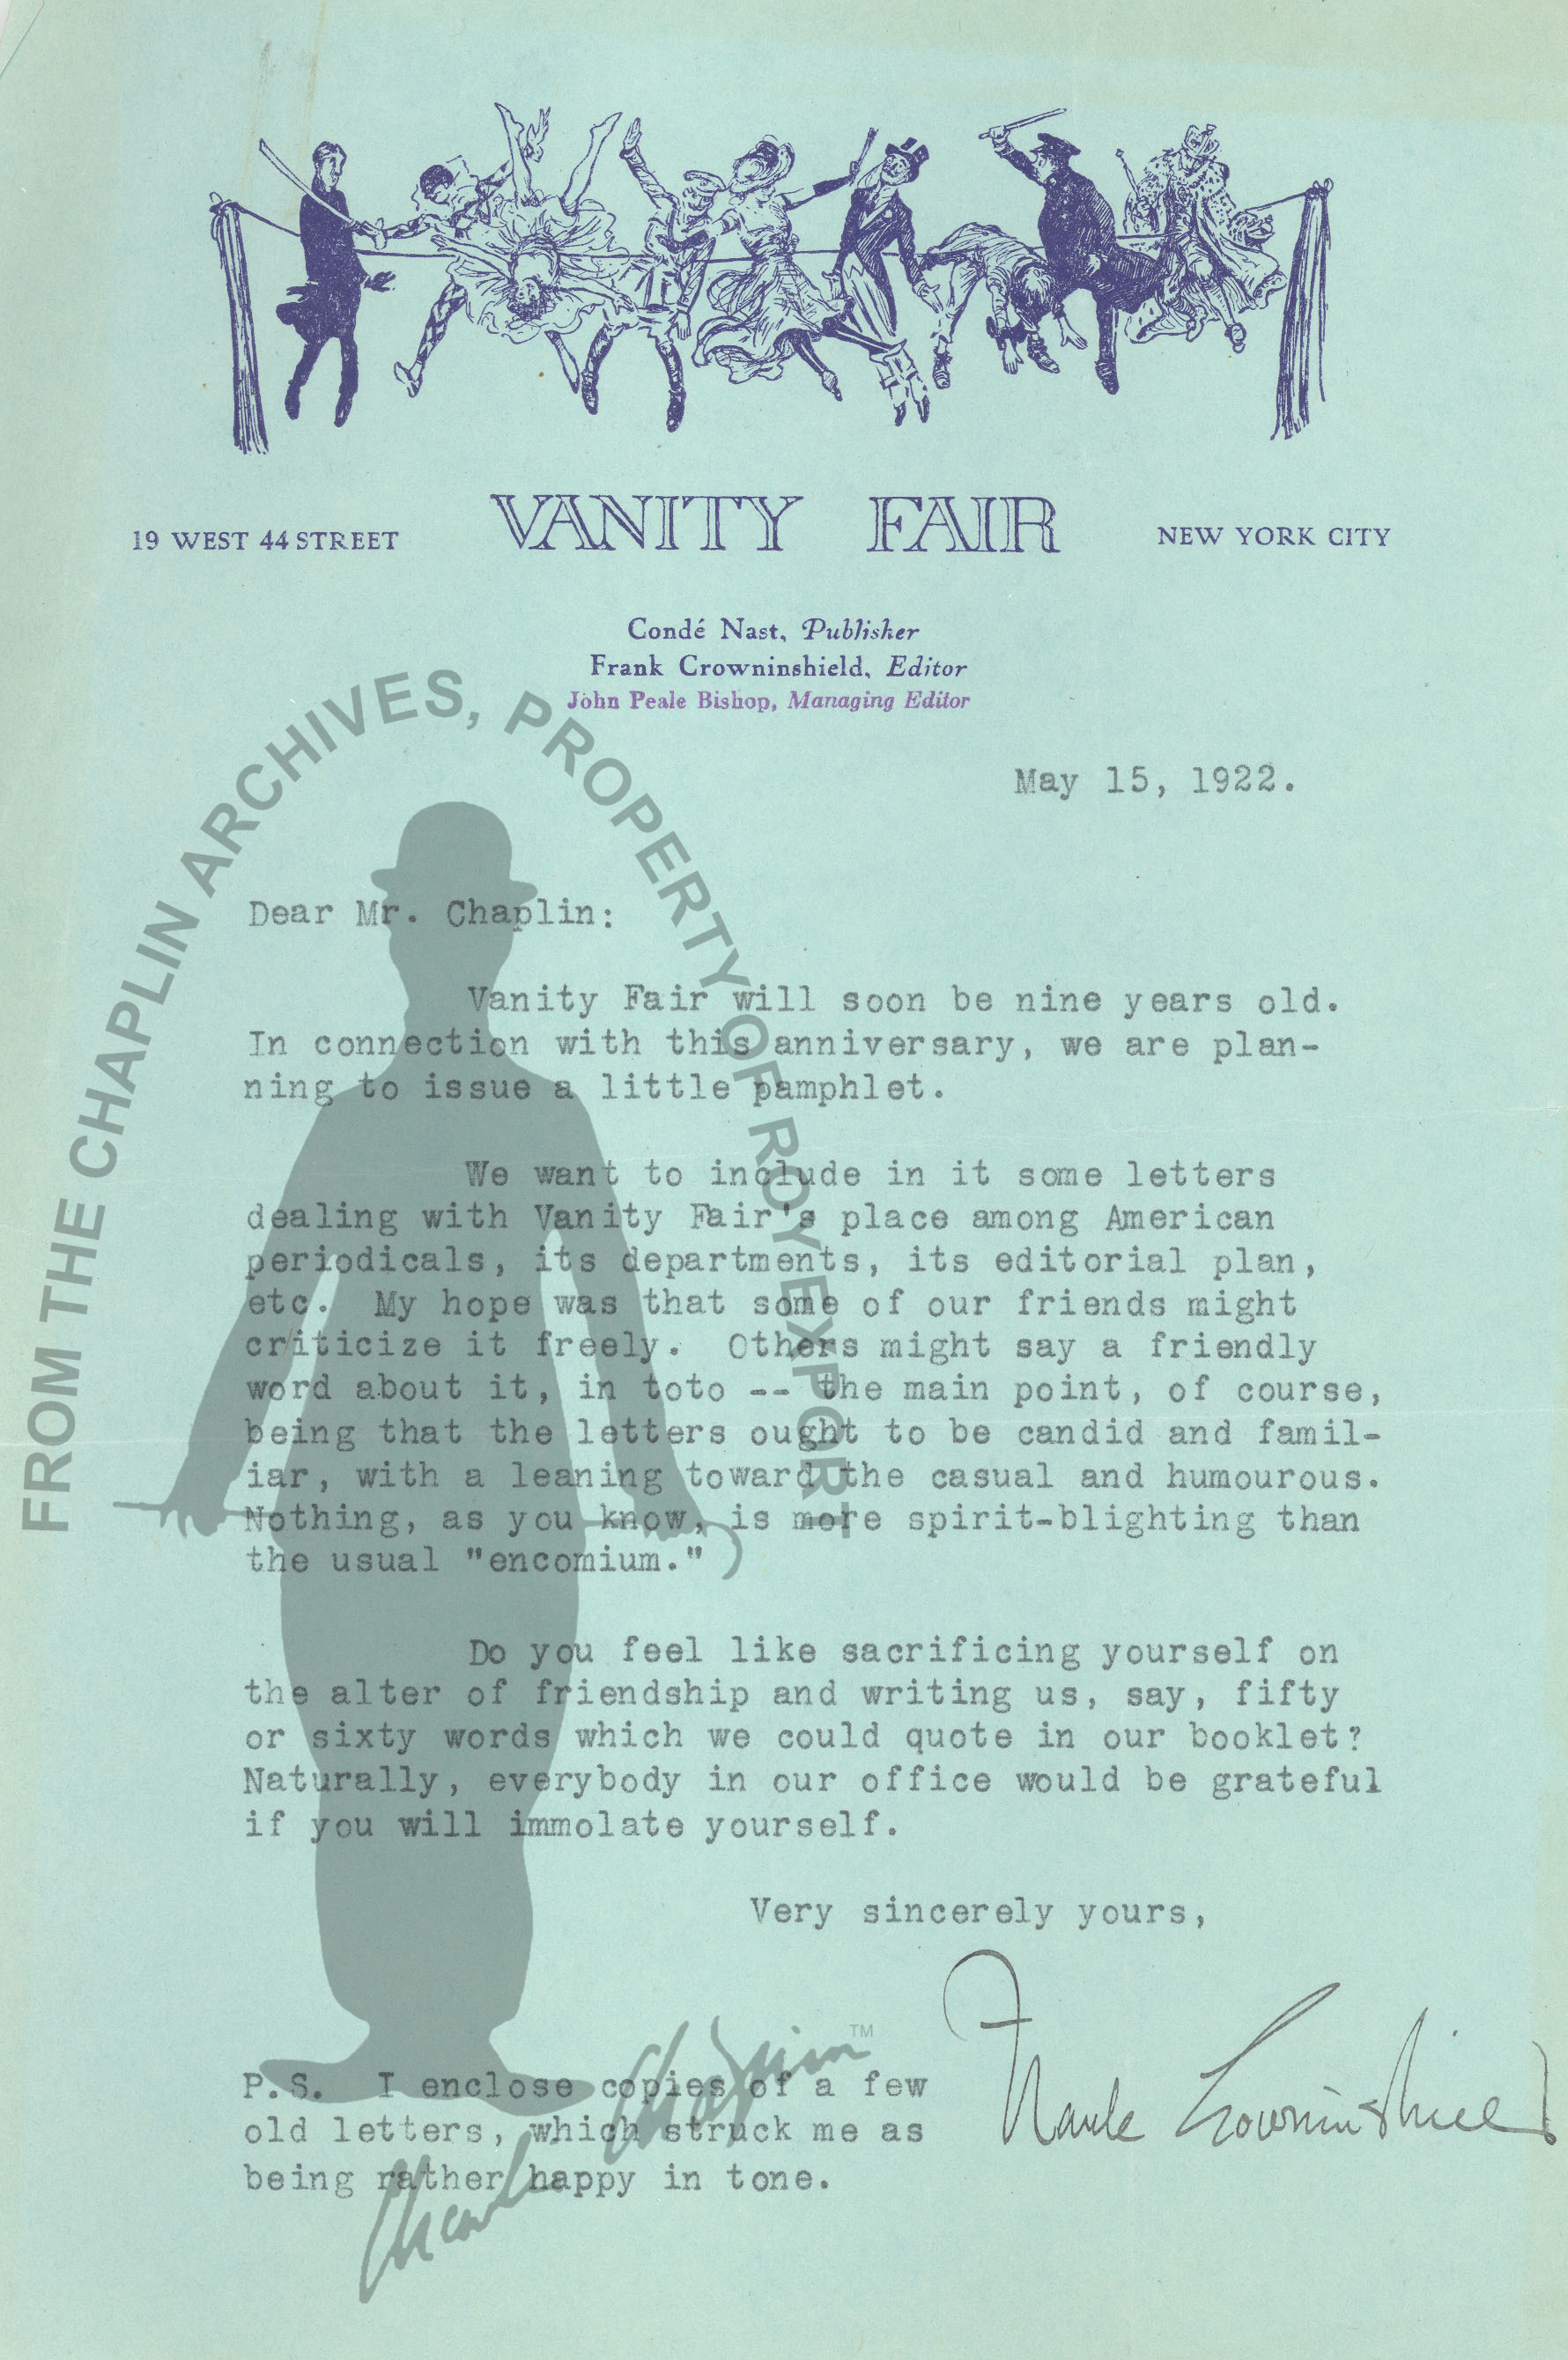 19 WEST 44 STREET VANITY FAIR NEW YORK CITY
Condé Nast, Publisher
Frank Crowninshield, Editor
John Peale Bishop, Managing Editor
May 15, 1922.
Dear Mr. Chaplin:
Vanity Fair will soon be nine years old.
In connection with this anniversary, we are plan-
ning to issue a little pamphlet.
We want to include in it some letters
dealing with Vanity Fair's place among American
periodicals, its departments, its editorial plan,
etc. My hope was that some of our friends might
criticize it freely. Others might say a friendly
word about it, in toto -- the main point, of course,
being that the letters ought to be candid and famil-
iar, with a leaning toward the casual and humourous.
Nothing, as you know, is more spirit-blighting than
the usual "encomium."
Do you feel like sacrificing yourself on
the alter of friendship and writing us, say, fifty
or sixty words which we could quote in our booklet?
Naturally, everybody in our office would be grateful
if you will immolate yourself.
Very sincerely yours,
Frank Crowninshield
P.S. I enclose copies of a few
old letters, which struck me as
being rather happy in tone.
FROM THE CHAPLIN ARCHIVES, PROPERTY OF ROY EXPORT
Charlie Chaplin TM